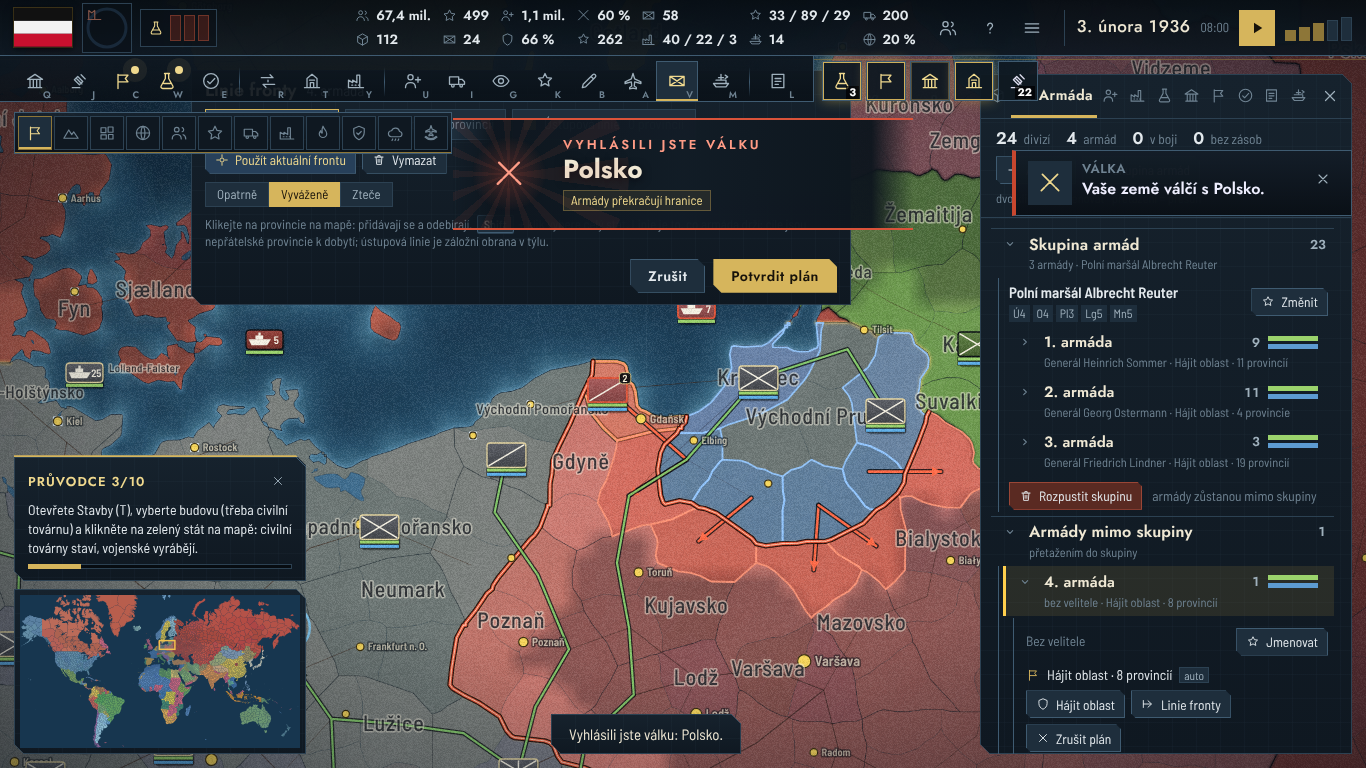 67,4 mil. 499 1,1 mil. 60 % 58 33 / 89 / 29 200
112 24 66 % 262 40 / 22 / 3 14 20 %
3. února 1936 08:00
Q J C W E R T Y U I G K B A V M L
3 22
Vidzeme
Kuronsko
Armáda
24 divizí 4 armád 0 v boji 0 bez zásob
VÁLKA
Vaše země válčí s Polskem.
VYHLÁSILI JSTE VÁLKU
Polsko
Armády překračují hranice
Použít aktuální frontu Vymazat
Opatrně Vyváženě Zteče
Klikejte na provincie na mapě: přidávají se a odebírají
nepřátelské provincie k dobytí; ústupová linie je záložní obrana v týlu.
Zrušit Potvrdit plán
Skupina armád 23
3 armády · Polní maršál Albrecht Reuter
Polní maršál Albrecht Reuter
Změnit
Ú4 O4 Pl3 Lg5 Mn5
1. armáda 9
Generál Heinrich Sommer · Hájit oblast · 11 provincií
2. armáda 11
Generál Georg Ostermann · Hájit oblast · 4 provincie
3. armáda 3
Generál Friedrich Lindner · Hájit oblast · 19 provincií
Rozpustit skupinu armády zůstanou mimo skupiny
Armády mimo skupiny 1
přetažením do skupiny
4. armáda 1
bez velitele · Hájit oblast · 8 provincií
Bez velitele Jmenovat
Hájit oblast · 8 provincií auto
Hájit oblast Linie fronty
Zrušit plán
Žemaitija
Aarhus
Sjælland
Fyn
7
5
25
2
Lolland-Falster
-Holštýnsko
Kiel
Rostock
Tilsit
Gdaňsk
Východní Pru
Suvalki
Elbing
Gdyně
Bialystok
Neumark
Toruň
Kujavsko
Mazovsko
Poznaň
Poznaň
Frankfurt n. O.
Varšava
Varšava
Lodž
Lužice
Radom
PRŮVODCE 3/10
Otevřete Stavby (T), vyberte budovu (třeba civilní
továrnu) a klikněte na zelený stát na mapě: civilní
továrny staví, vojenské vyrábějí.
Vyhlásili jste válku: Polsko.